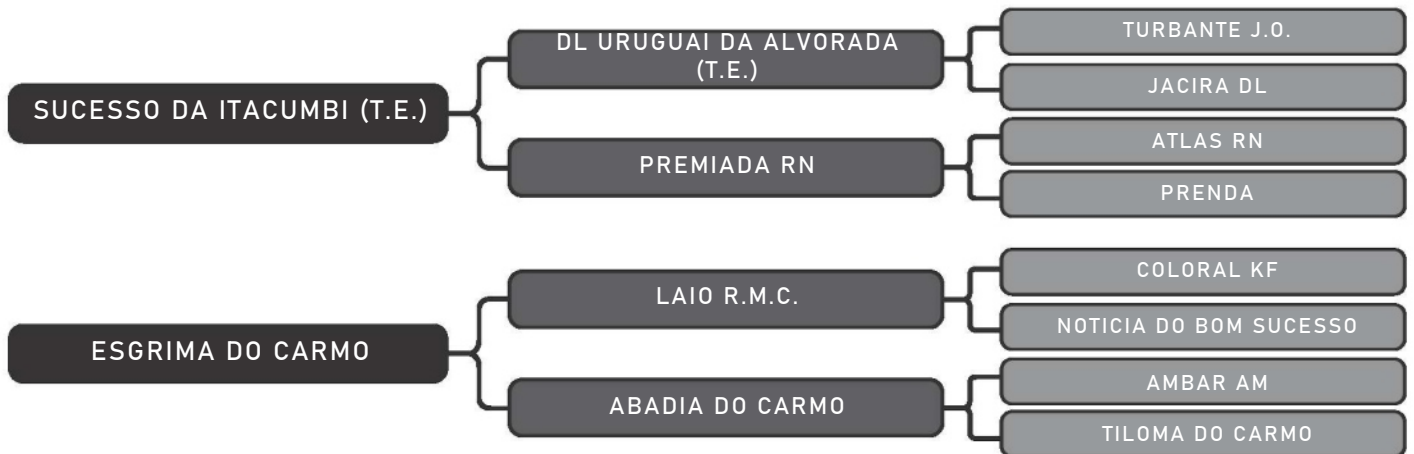 SUCESSO DA ITACUMBI (T.E.)
DL URUGUAI DA ALVORADA
(T.E.)
TURBANTE J.O.
JACIRA DL
PREMIADA RN
ATLAS RN
PRENDA
ESGRIMA DO CARMO
LAIO R.M.C.
COLORAL KF
NOTICIA DO BOM SUCESSO
ABADIA DO CARMO
AMBAR AM
TILOMA DO CARMO